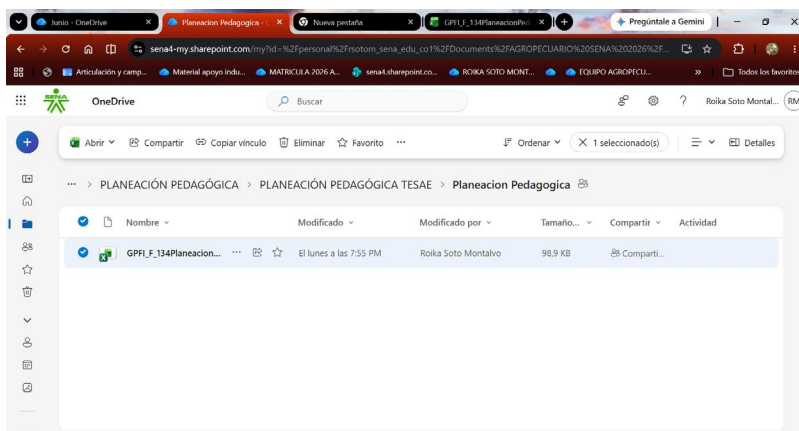 Junio - OneDrive
Planeacion Pedagogica -
Nueva pestaña
GPFI_F_134PlaneacionPed
Pregúntale a Gemini
sena4-my.sharepoint.com/my?id=%2Fpersonal%2Frsotom_sena_edu_co1%2FDocuments%2FAGROPECUARIO%20SENA%202026%2F...
Articulación y camp...
Material apoyo indu...
MATRICULA 2026 A...
sena4.sharepoint.co...
ROIKA SOTO MONT...
EQUIPO AGROPECU...
»
Todos los favoritos
SENA
OneDrive
Buscar
?
Roika Soto Montal...
RM
Abrir
Compartir
Copiar vínculo
Eliminar
Favorito
...
Ordenar
1 seleccionado(s)
Detalles
... > PLANEACIÓN PEDAGÓGICA > PLANEACIÓN PEDAGÓGICA TESAE > Planeacion Pedagogica
Nombre
Modificado
Modificado por
Tamaño...
Compartir
Actividad
GPFI_F_134Planeacion...
...
El lunes a las 7:55 PM
Roika Soto Montalvo
98,9 KB
Comparti...